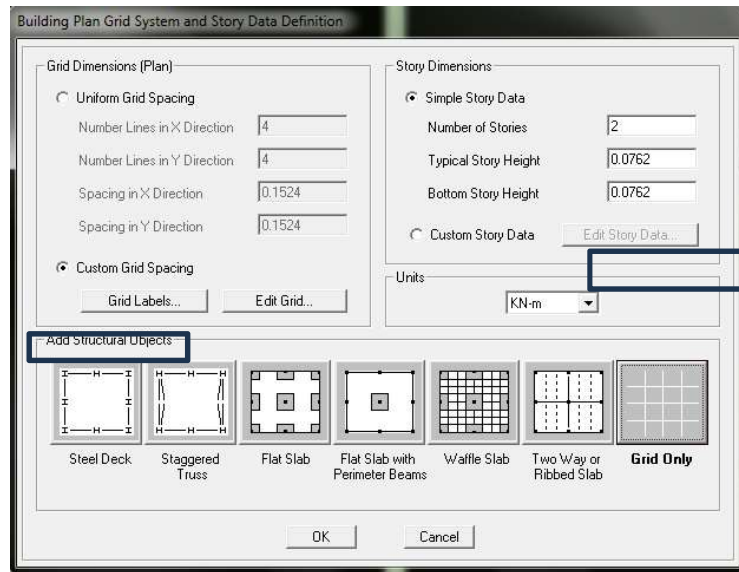 Building Plan Grid System and Story Data Definition
Grid Dimensions (Plan)
Uniform Grid Spacing
Number Lines in X Direction 4
Number Lines in Y Direction 4
Spacing in X Direction 0.1524
Spacing in Y Direction 0.1524
Custom Grid Spacing
Grid Labels... Edit Grid...
Story Dimensions
Simple Story Data
Number of Stories 2
Typical Story Height 0.0762
Bottom Story Height 0.0762
Custom Story Data Edit Story Data...
Units
KN-m
Add Structural Objects
Steel Deck
Staggered
Truss
Flat Slab
Flat Slab with
Perimeter Beams
Waffle Slab
Two Way or
Ribbed Slab
Grid Only
OK Cancel